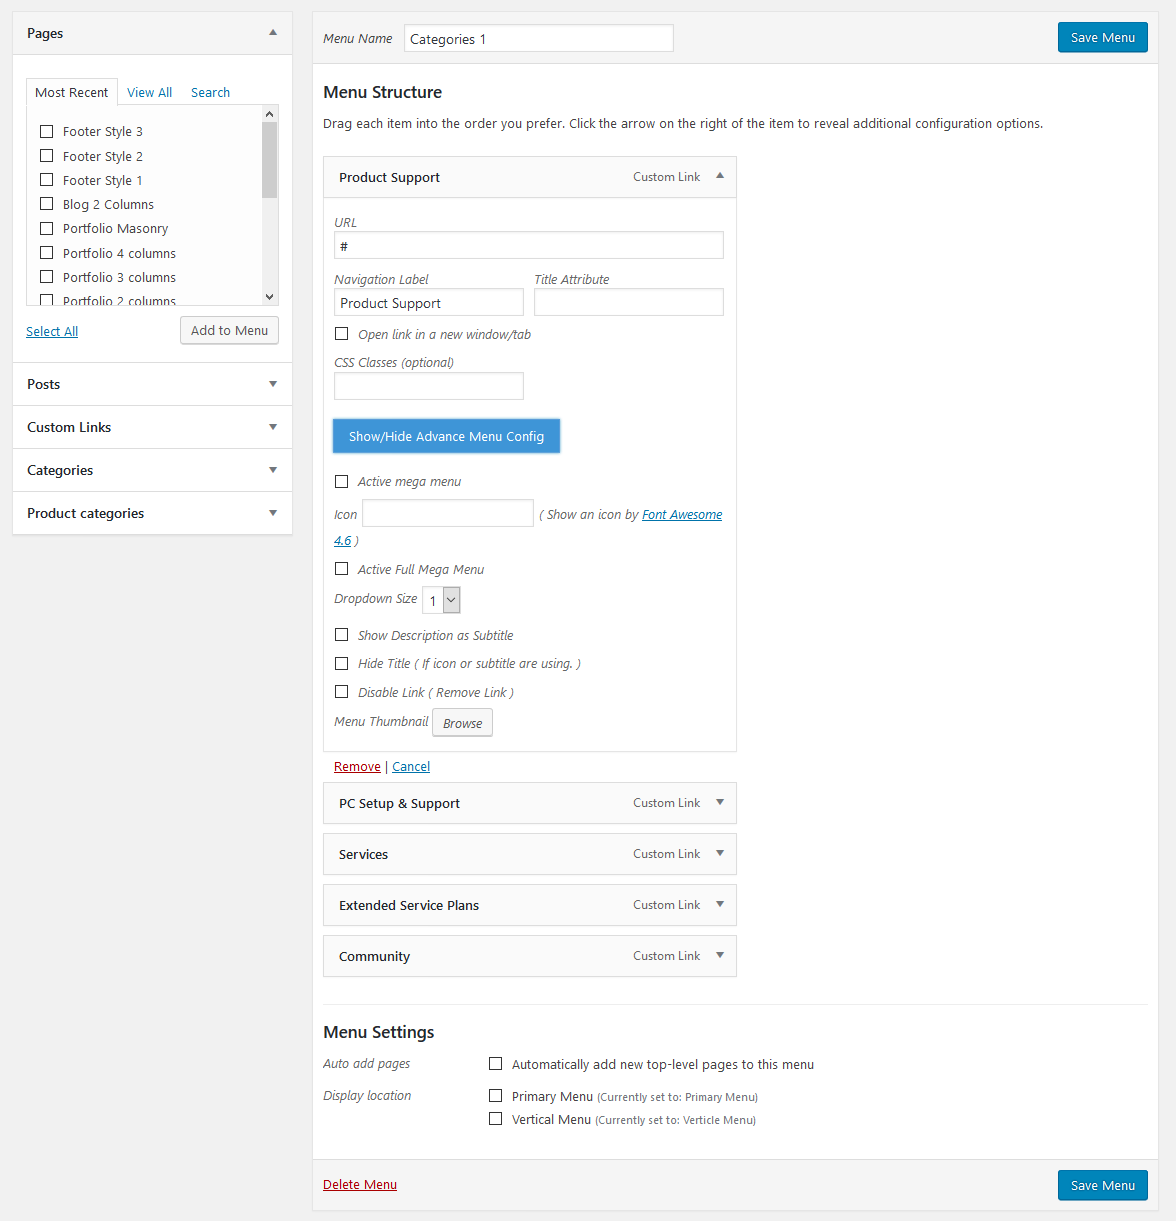 Pages
Most Recent
View All
Search
Footer Style 3
Footer Style 2
Footer Style 1
Blog 2 Columns
Portfolio Masonry
Portfolio 4 columns
Portfolio 3 columns
Portfolio 2 columns
Select All
Add to Menu
Posts
Custom Links
Categories
Product categories
Menu Name
Categories 1
Save Menu
Menu Structure
Drag each item into the order you prefer. Click the arrow on the right of the item to reveal additional configuration options.
Product Support
Custom Link
URL
#
Navigation Label
Title Attribute
Product Support
Open link in a new window/tab
CSS Classes (optional)
Show/Hide Advance Menu Config
Active mega menu
Icon
( Show an icon by Font Awesome
4.6 )
Active Full Mega Menu
Dropdown Size
1
Show Description as Subtitle
Hide Title ( If icon or subtitle are using. )
Disable Link ( Remove Link )
Menu Thumbnail
Browse
Remove | Cancel
PC Setup & Support
Custom Link
Services
Custom Link
Extended Service Plans
Custom Link
Community
Custom Link
Menu Settings
Auto add pages
Automatically add new top-level pages to this menu
Display location
Primary Menu (Currently set to: Primary Menu)
Vertical Menu (Currently set to: Verticle Menu)
Delete Menu
Save Menu